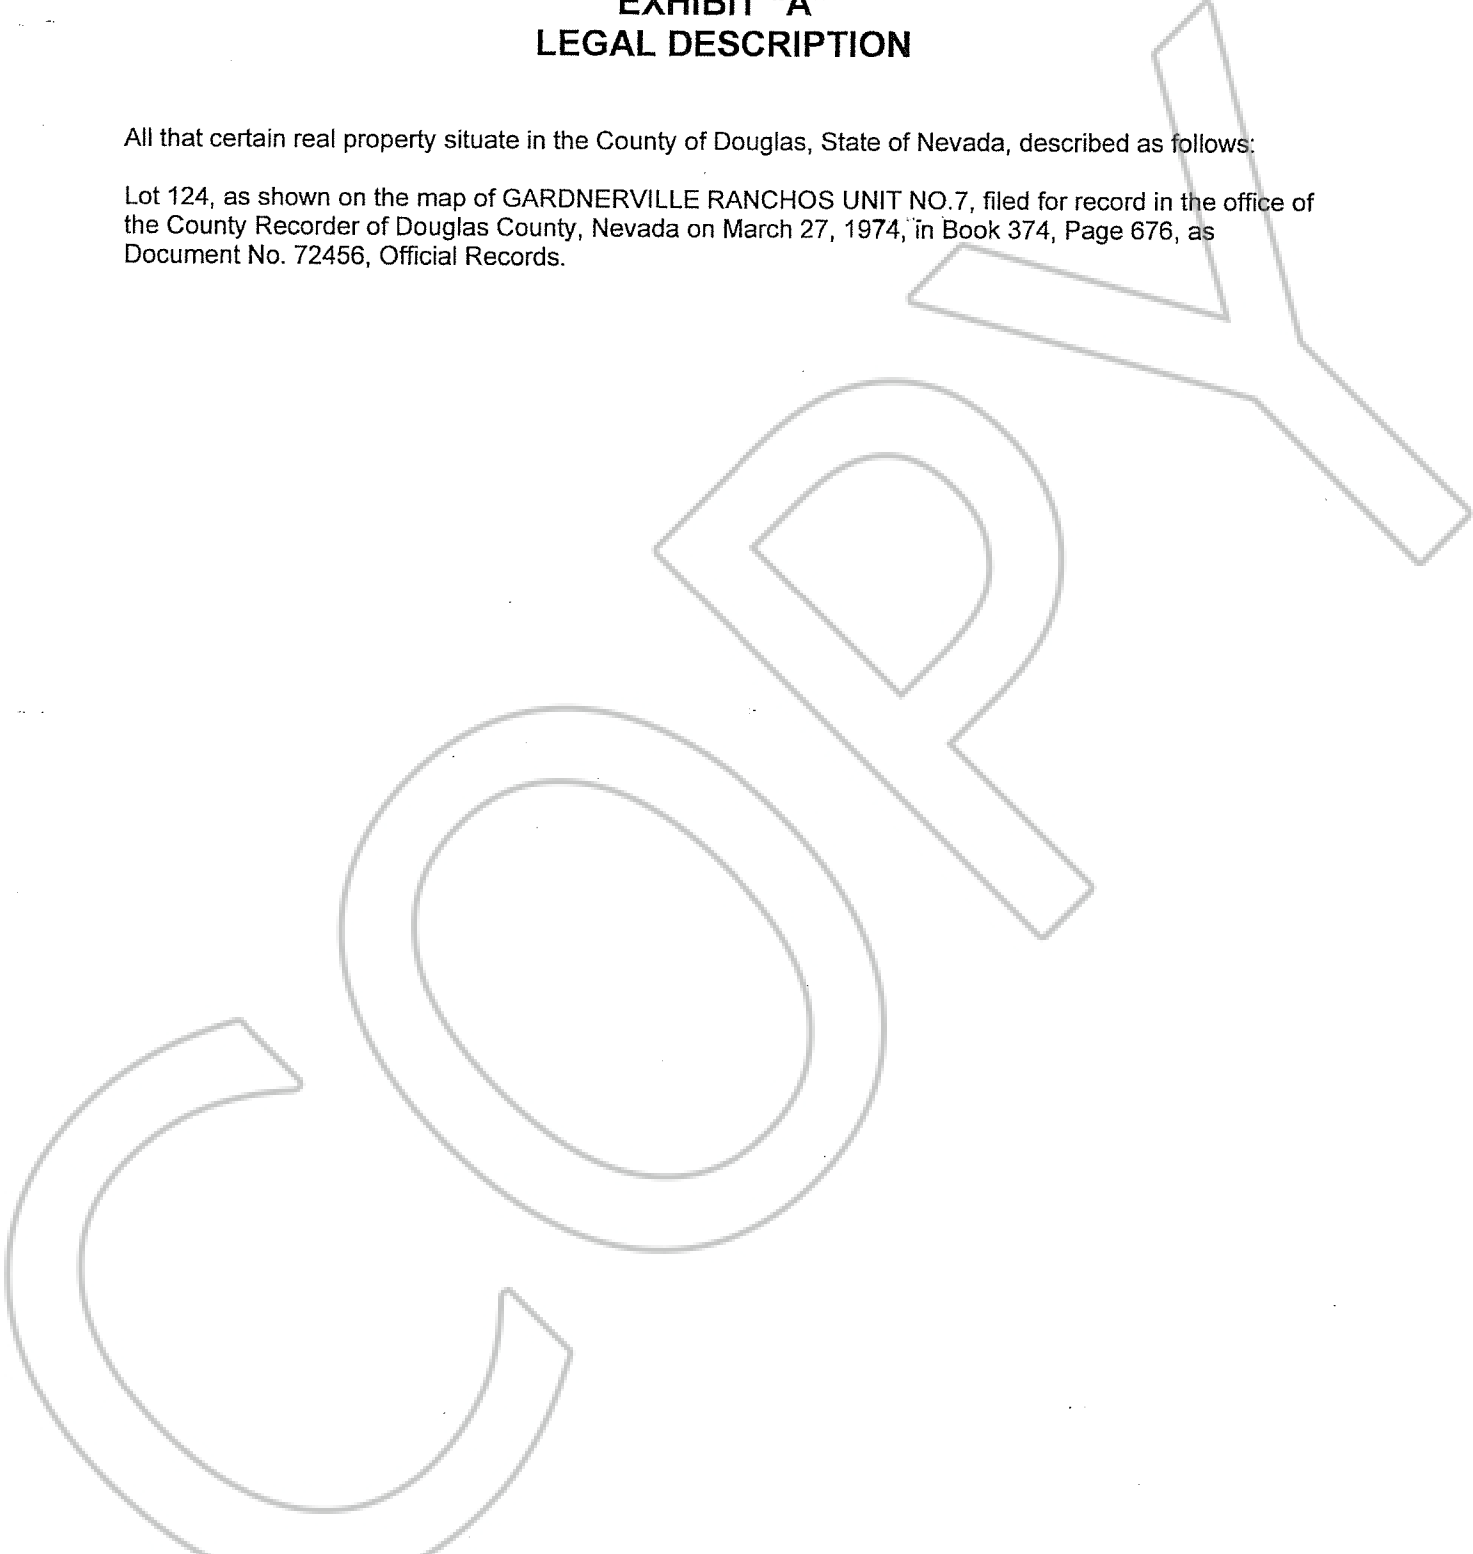 EXHIBIT "A
LEGAL DESCRIPTION
All that certain real property situate in the County of Douglas, State of Nevada, described as follows:
Lot 124, as shown on the map of GARDNERVILLE RANCHOS UNIT NO.7, filed for record in the office of
the County Recorder of Douglas County, Nevada on March 27, 1974, in Book 374, Page 676, as
Document No. 72456, Official Records.
COPY